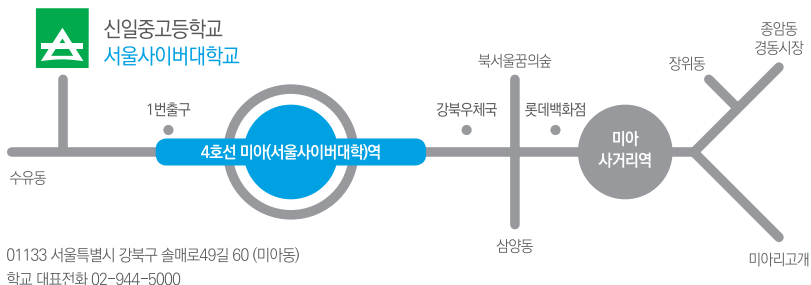 신일중고등학교
서울사이버대학교
종암동
경동시장
북서울꿈의숲
장위동
1번출구
강북우체국
롯데백화점
4호선 미아(서울사이버대학)역
미아
사거리역
수유동
삼양동
미아리고개
01133 서울특별시 강북구 솔매로49길 60 (미아동)
학교 대표전화 02-944-5000